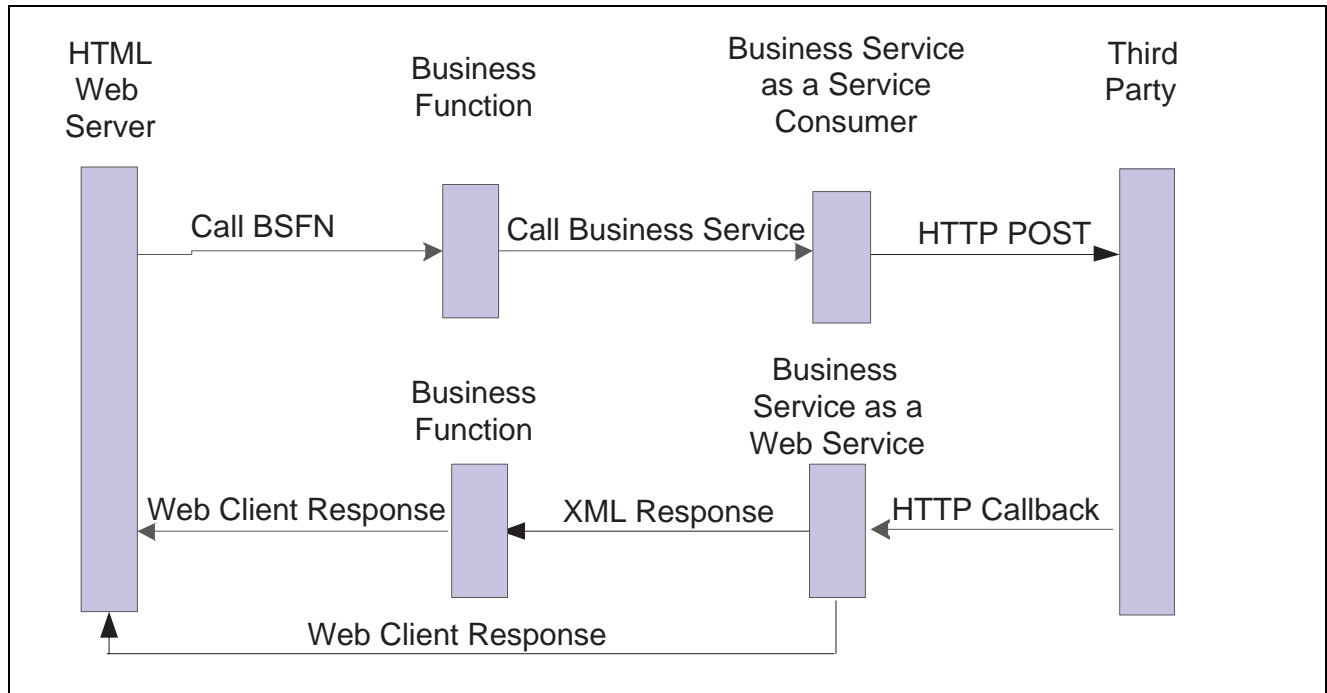 HTML
Web
Server
Business
Function
Business Service
as a Service
Consumer
Third
Party
Call BSFN
Call Business Service
HTTP POST
Business
Function
Business
Service as a
Web Service
Web Client Response
XML Response
HTTP Callback
Web Client Response